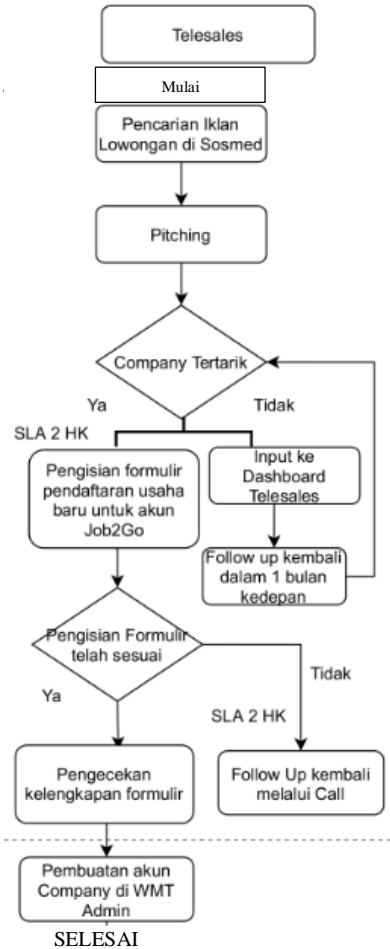 Telesales
Mulai
Pencarian Iklan
Lowongan di Sosmed
Pitching
Company Tertarik
Ya
Tidak
SLA 2 HK
Pengisian formulir
pendaftaran usaha
baru untuk akun
Job2Go
Input ke
Dashboard
Telesales
Follow up kembali
dalam 1 bulan
kedepan
Pengisian Formulir
telah sesuai
Tidak
Ya
SLA 2 HK
Pengecekan
kelengkapan formulir
Follow Up kembali
melalui Call
Pembuatan akun
Company di WMT
Admin
SELESAI